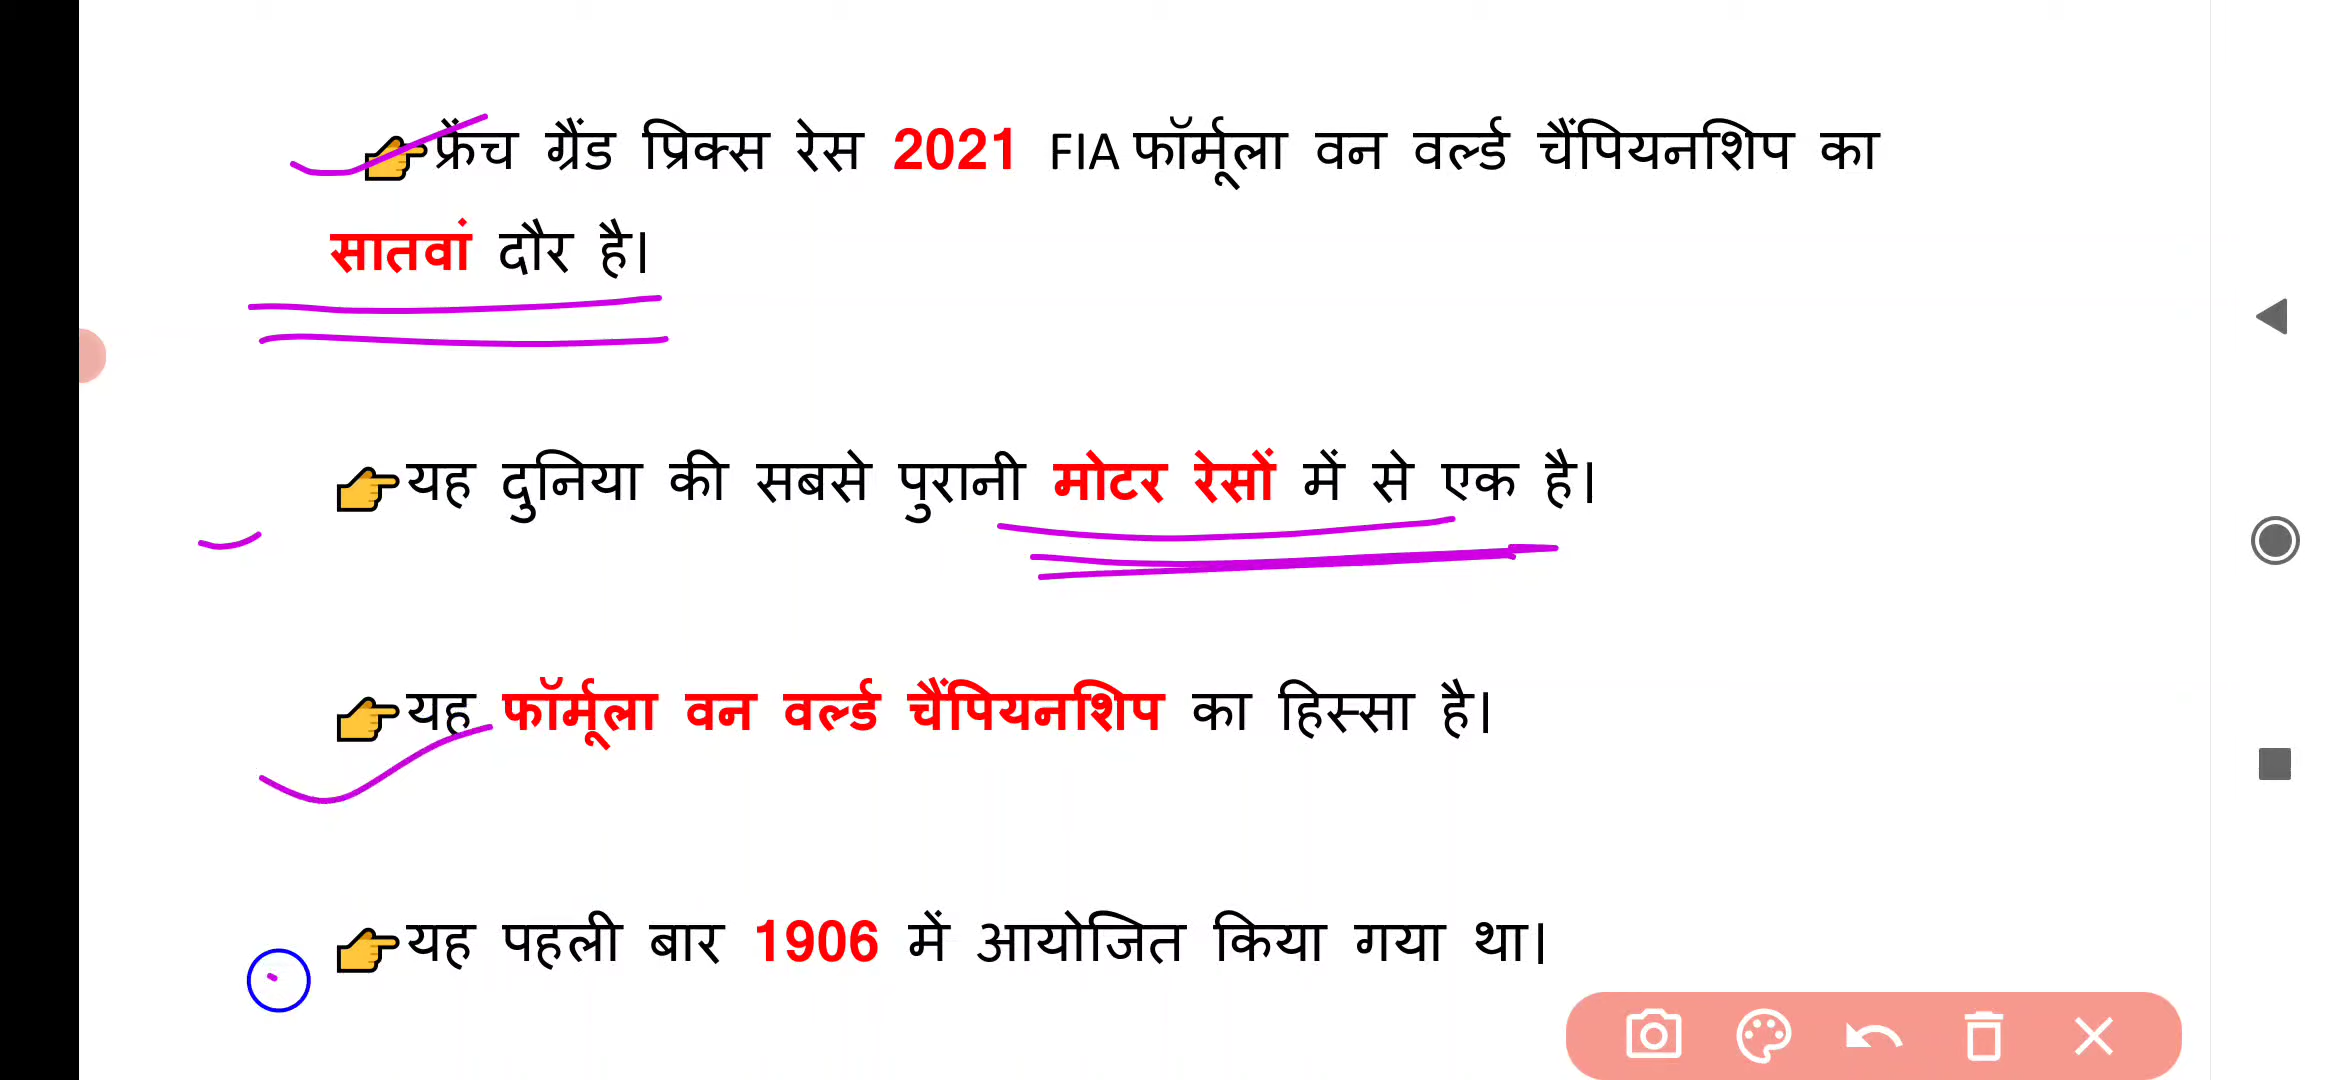 👉फ्रेंच ग्रैंड प्रिक्स रेस 2021 FIA फॉर्मूला वन वर्ल्ड चैंपियनशिप का
सातवां दौर है।
👉यह दुनिया की सबसे पुरानी मोटर रेसों में से एक है।
👉यह फॉर्मूला वन वर्ल्ड चैंपियनशिप का हिस्सा है।
👉यह पहली बार 1906 में आयोजित किया गया था।